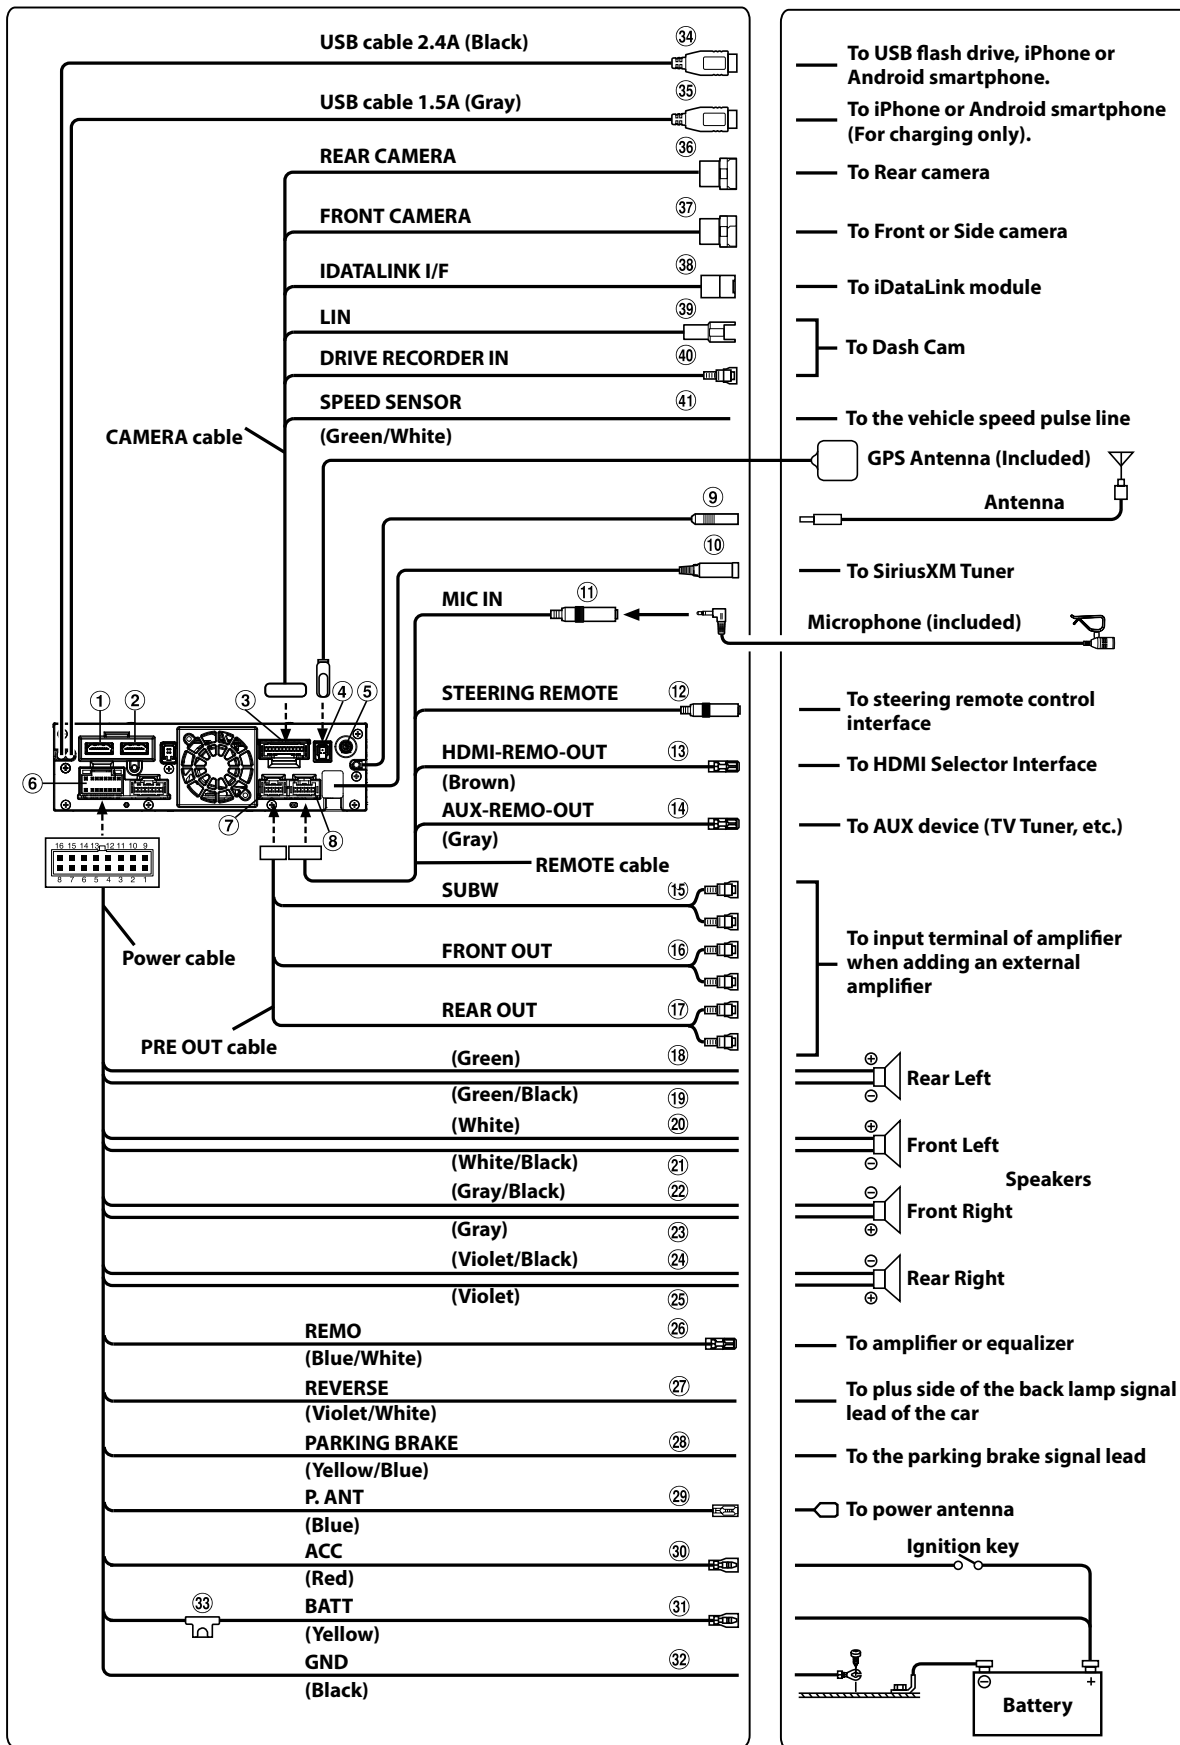 USB cable 2.4A (Black) ㉞ To USB flash drive, iPhone or
Android smartphone.
USB cable 1.5A (Gray) ㉟ To iPhone or Android smartphone
(For charging only).
REAR CAMERA ㊱ To Rear camera
FRONT CAMERA ㊲ To Front or Side camera
IDATALINK I/F ㊳ To iDataLink module
LIN ㊴
To Dash Cam
DRIVE RECORDER IN ㊵
SPEED SENSOR ㊶ To the vehicle speed pulse line
(Green/White)
CAMERA cable
GPS Antenna (Included)
⑨ Antenna
⑩ To SiriusXM Tuner
MIC IN ⑪
Microphone (included)
STEERING REMOTE ⑫ To steering remote control
interface
① ② ③ ④ ⑤
HDMI-REMO-OUT ⑬ To HDMI Selector Interface
(Brown)
⑥
AUX-REMO-OUT ⑭ To AUX device (TV Tuner, etc.)
(Gray)
⑦ ⑧
16 15 14 13 12 11 10 9
8 7 6 5 4 3 2 1
REMOTE cable
SUBW ⑮
To input terminal of amplifier
when adding an external
amplifier
FRONT OUT ⑯
Power cable
REAR OUT ⑰
PRE OUT cable
(Green) ⑱
⊕
Rear Left
⊖
(Green/Black) ⑲
(White) ⑳
⊕
Front Left
⊖
(White/Black) ㉑
Speakers
(Gray/Black) ㉒
⊖
Front Right
⊕
(Gray) ㉓
(Violet/Black) ㉔
⊖
Rear Right
⊕
(Violet) ㉕
REMO ㉖ To amplifier or equalizer
(Blue/White)
REVERSE ㉗ To plus side of the back lamp signal
lead of the car
(Violet/White)
PARKING BRAKE ㉘ To the parking brake signal lead
(Yellow/Blue)
P. ANT ㉙ To power antenna
(Blue)
Ignition key
ACC ㉚
(Red)
㉝ BATT ㉛
(Yellow)
GND ㉜
(Black)
⊖ +
Battery